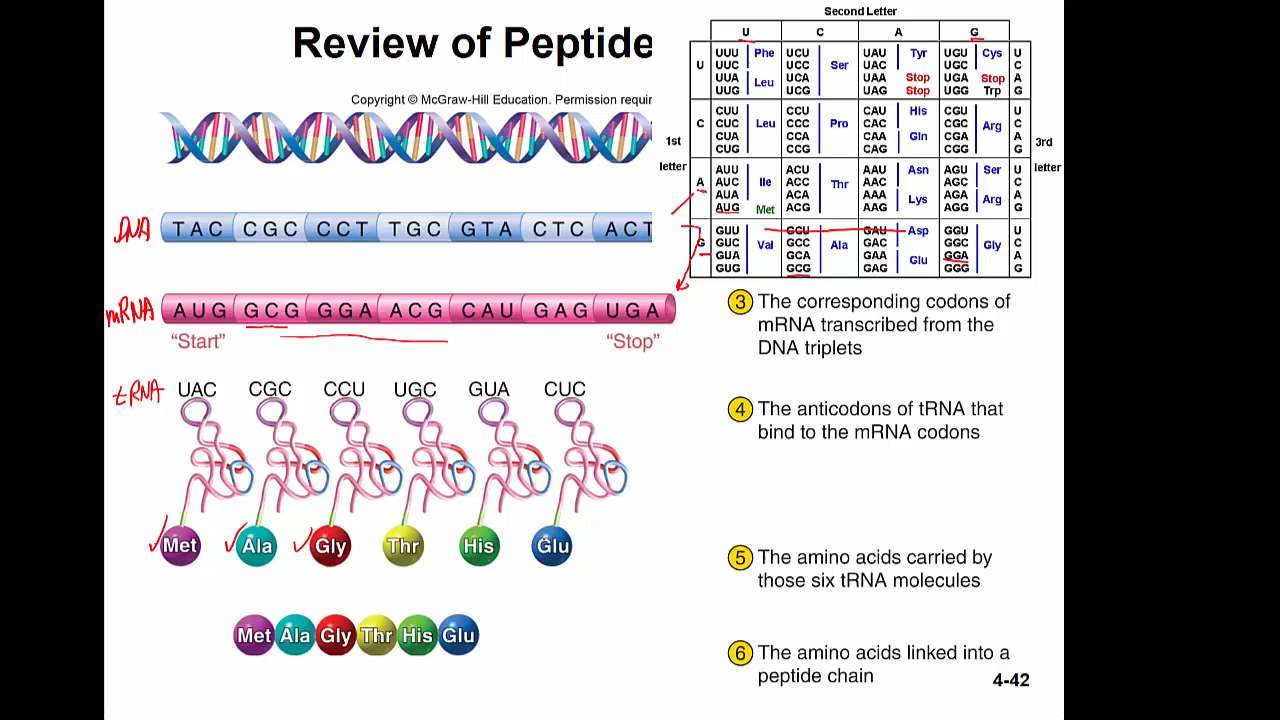 Review of Peptide
Copyright © McGraw-Hill Education. Permission requir
DNA
TAC CGC CCT TGC GTA CTC ACT
mRNA
AUG GCG GGA ACG CAU GAG UGA
“Start” “Stop”
tRNA
UAC CGC CCU UGC GUA CUC
Met Ala Gly Thr His Glu
Met Ala Gly Thr His Glu
Second Letter
U C A G
1st
letter
3rd
letter
U
UUU Phe UCU Ser UAU Tyr UGU Cys U
UUC UCC UAC UGC C
UUA Leu UCA UAA Stop UGA Stop A
UUG UCG UAG Stop UGG Trp G
C
CUU Leu CCU Pro CAU His CGU Arg U
CUC CCC CAC CGC C
CUA CCA CAA Gln CGA A
CUG CCG CAG CGG G
A
AUU Ile ACU Thr AAU Asn AGU Ser U
AUC ACC AAC AGC C
AUA ACA AAA Lys AGA Arg A
AUG Met ACG AAG AGG G
G
GUU Val GCU Ala GAU Asp GGU Gly U
GUC GCC GAC GGC C
GUA GCA GAA Glu GGA A
GUG GCG GAG GGG G
3 The corresponding codons of
mRNA transcribed from the
DNA triplets
4 The anticodons of tRNA that
bind to the mRNA codons
5 The amino acids carried by
those six tRNA molecules
6 The amino acids linked into a
peptide chain
4-42